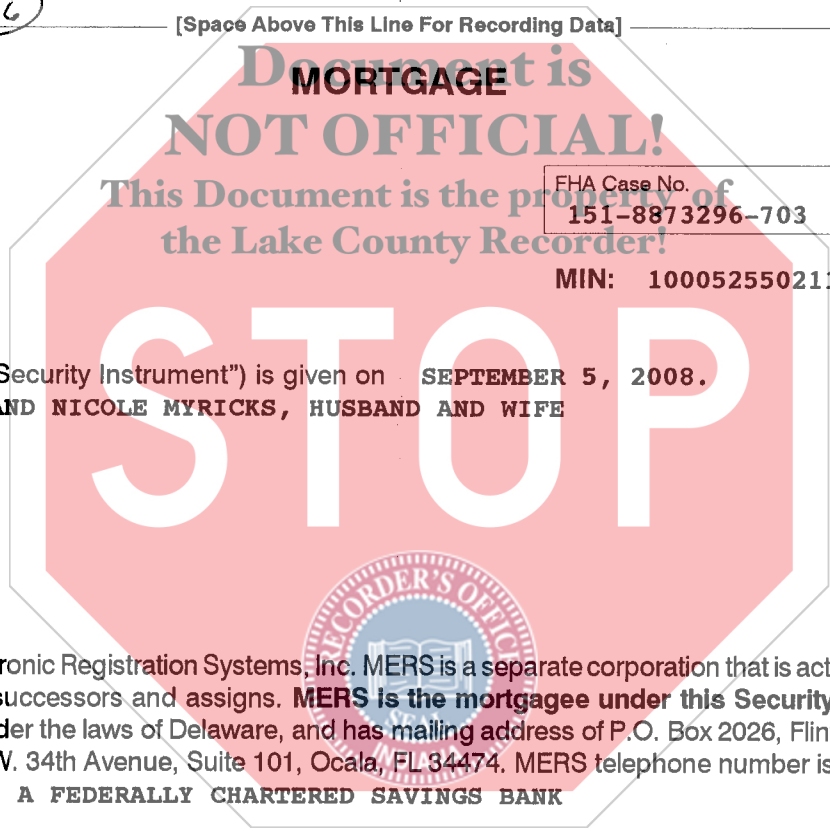 [Space Above This Line For Recording Data]
Document is
MORTGAGE
NOT OFFICIAL!
This Document is the property of
the Lake County Recorder!
FHA Case No.
151-8873296-703
MIN: 100052550211
STOP
Security Instrument”) is given on SEPTEMBER 5, 2008.
AND NICOLE MYRICKS, HUSBAND AND WIFE
RECORDER'S OFFICE
SEAL
INDIANA
ronic Registration Systems, Inc. MERS is a separate corporation that is act
successors and assigns. MERS is the mortgagee under this Security
der the laws of Delaware, and has mailing address of P.O. Box 2026, Flin
W. 34th Avenue, Suite 101, Ocala, FL 34474. MERS telephone number is
A FEDERALLY CHARTERED SAVINGS BANK